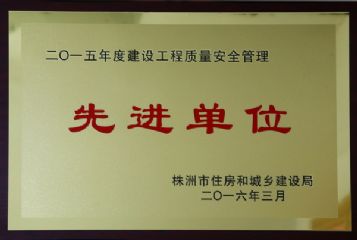 二〇一五年度建设工程质量安全管理
先进单位
株洲市住房和城乡建设局
二〇一六年三月